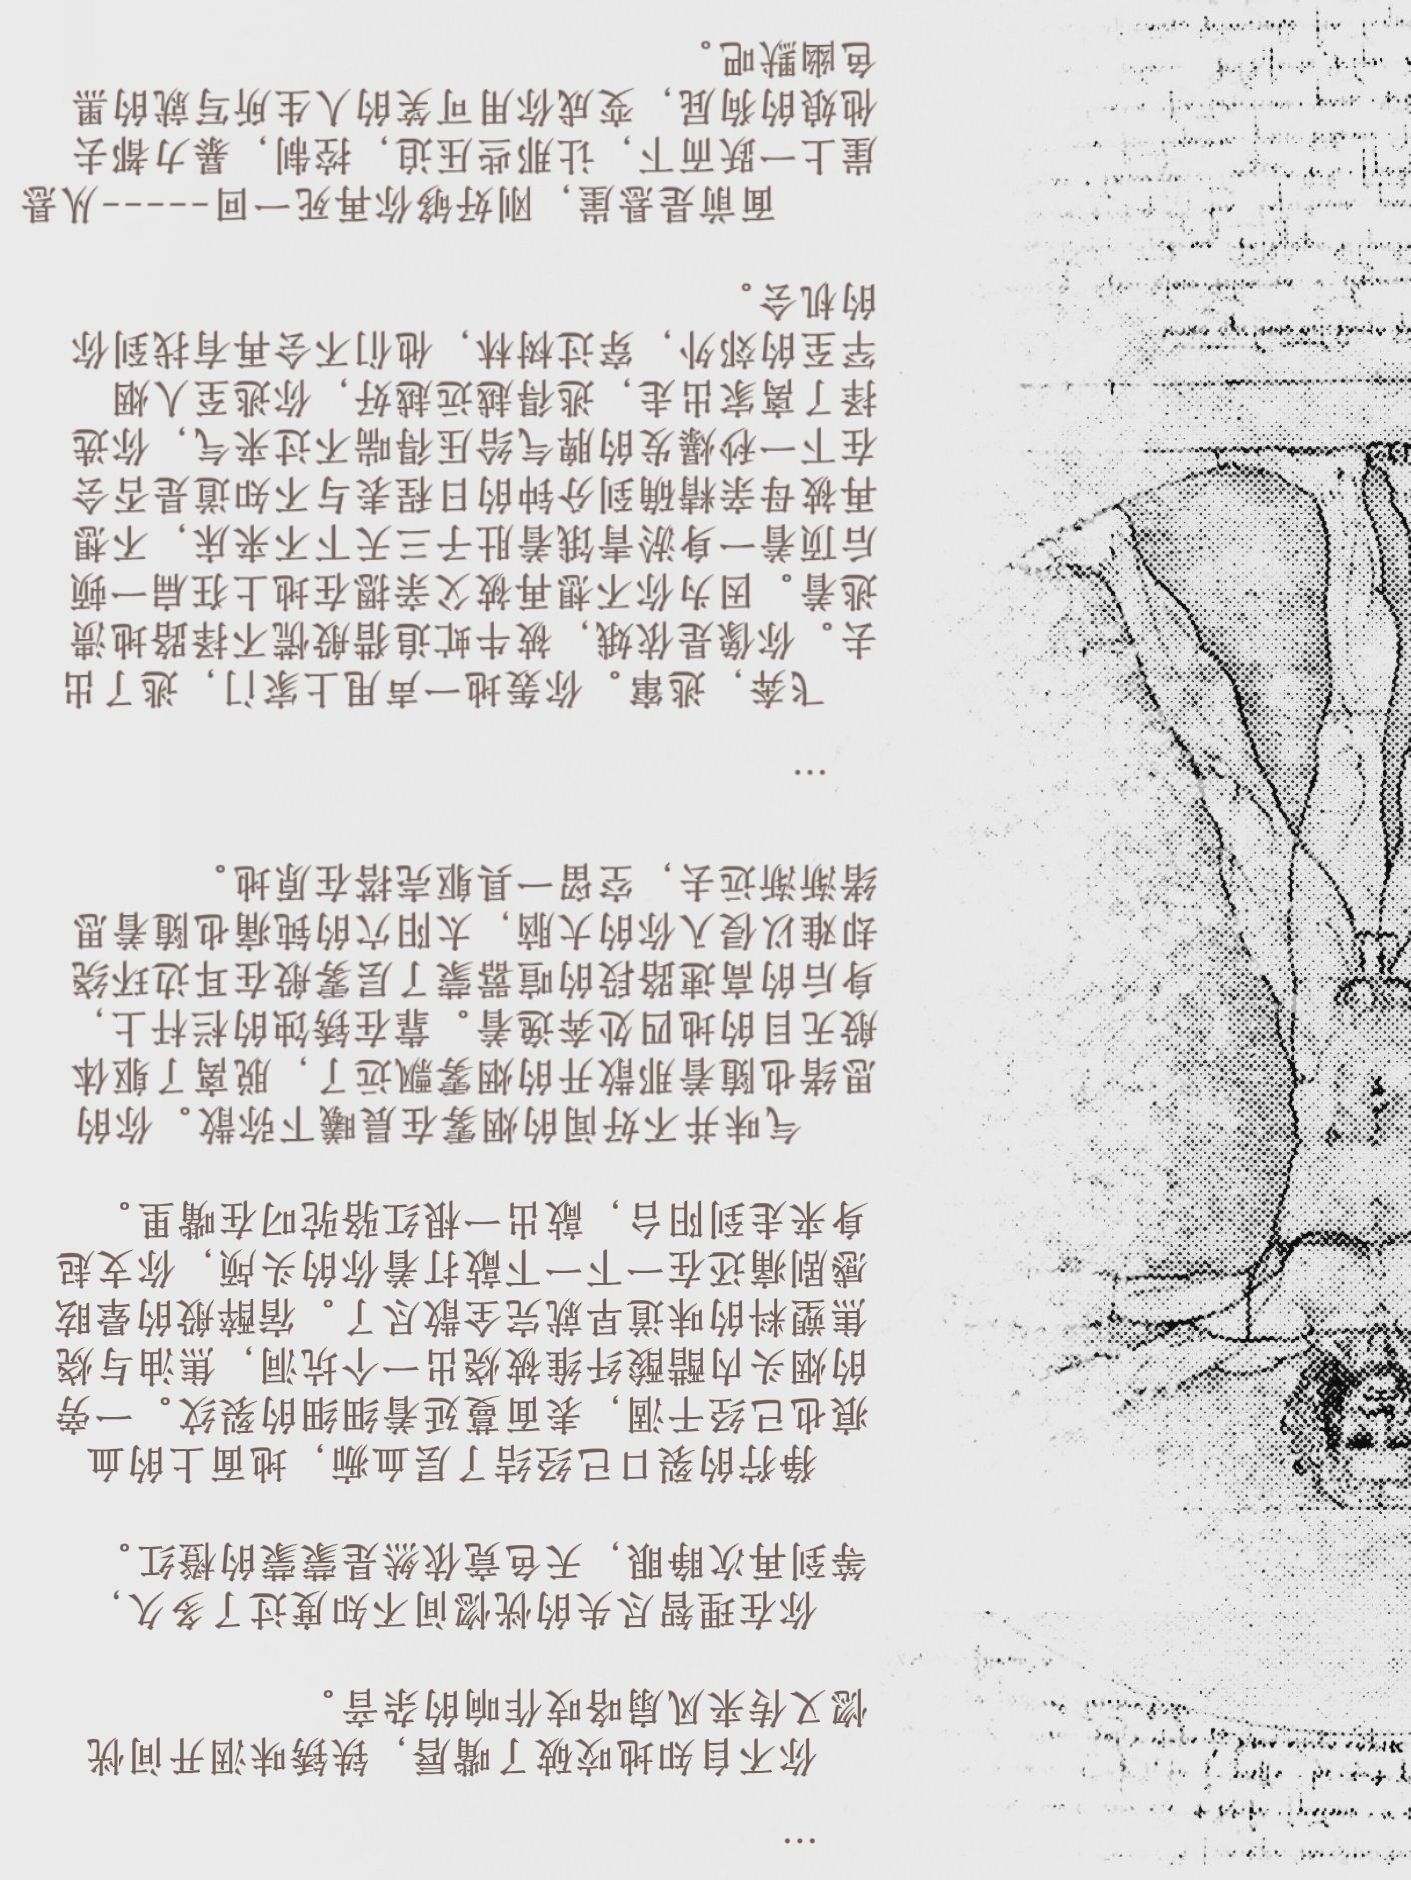 ...
你不自知地咬破了嘴唇，铁锈味洇开间恍
惚又传来风扇咯吱作响的杂音。
你在理智尽失的恍惚间不知度过了多久，
等到再次睁眼，天色竟依然是蒙蒙的橙红。
狰狞的裂口已经结了层血痂，地面上的血
痕也已经干涸，表面蔓延着细细的裂纹。一旁
的烟头内醋酸纤维被烧出一个坑洞，焦油与烧
焦塑料的味道早就完全散尽了。宿醉般的晕眩
感剧痛还在一下一下敲打着你的头颅，你支起
身来走到阳台，敲出一根红骆驼叼在嘴里。
气味并不好闻的烟雾在晨曦下弥散。你的
思绪也随着那散开的烟雾飘远了，脱离了躯体
般无目的地四处奔逸着。靠在锈蚀的栏杆上，
身后的高速路段的喧嚣蒙了层雾般在耳边环绕
却难以侵入你的大脑，太阳穴的钝痛也随着思
绪渐渐远去，空留一具躯壳搭在原地。
...
飞奔，逃窜。你轰地一声甩上家门，逃了出
去。你像是依娥，被牛虻追猎般慌不择路地溃
逃着。因为你不想再被父亲摁在地上狂扁一顿
后顶着一身淤青饿着肚子三天下不来床，不想
再被母亲精确到分钟的日程表与不知道是否会
在下一秒爆发的脾气给压得喘不过来气，你选
择了离家出走，逃得越远越好，你逃至人烟
罕至的郊外，穿过树林，他们不会再有找到你
的机会。
面前是悬崖，刚好够你再死一回-----从悬
崖上一跃而下，让那些压迫，控制，暴力都去
他娘的狗屁，变成你用可笑的人生所写就的黑
色幽默吧。